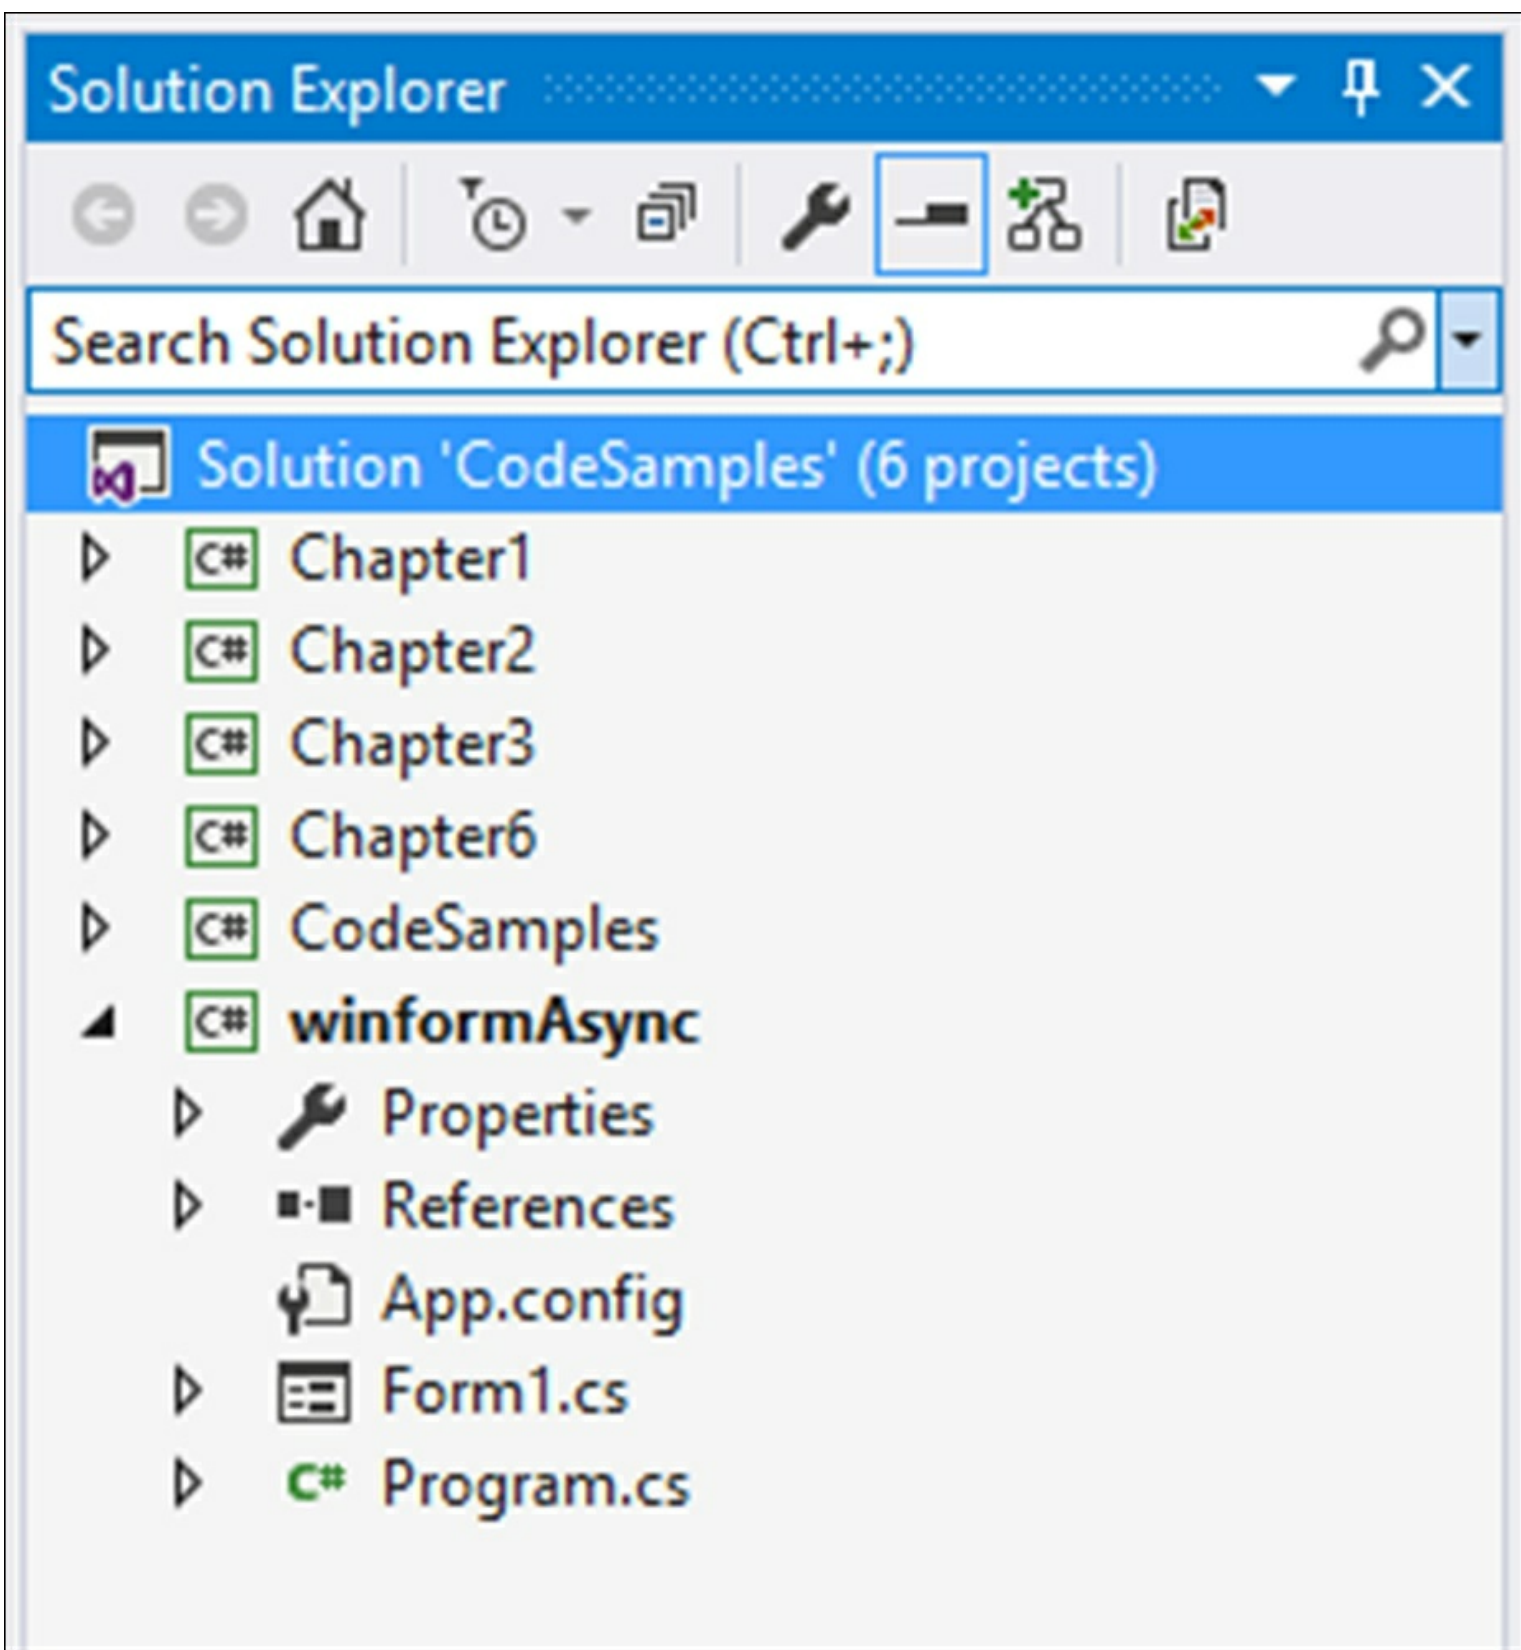 Solution Explorer
Search Solution Explorer (Ctrl+;)
Solution 'CodeSamples' (6 projects)
C# Chapter1
C# Chapter2
C# Chapter3
C# Chapter6
C# CodeSamples
C# winformAsync
Properties
References
App.config
Form1.cs
C# Program.cs